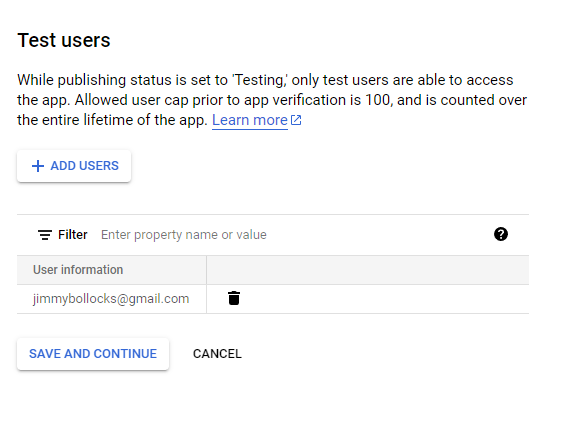 Test users
While publishing status is set to 'Testing,' only test users are able to access
the app. Allowed user cap prior to app verification is 100, and is counted over
the entire lifetime of the app. Learn more
ADD USERS
Filter Enter property name or value
User information
jimmybollocks@gmail.com
SAVE AND CONTINUE CANCEL